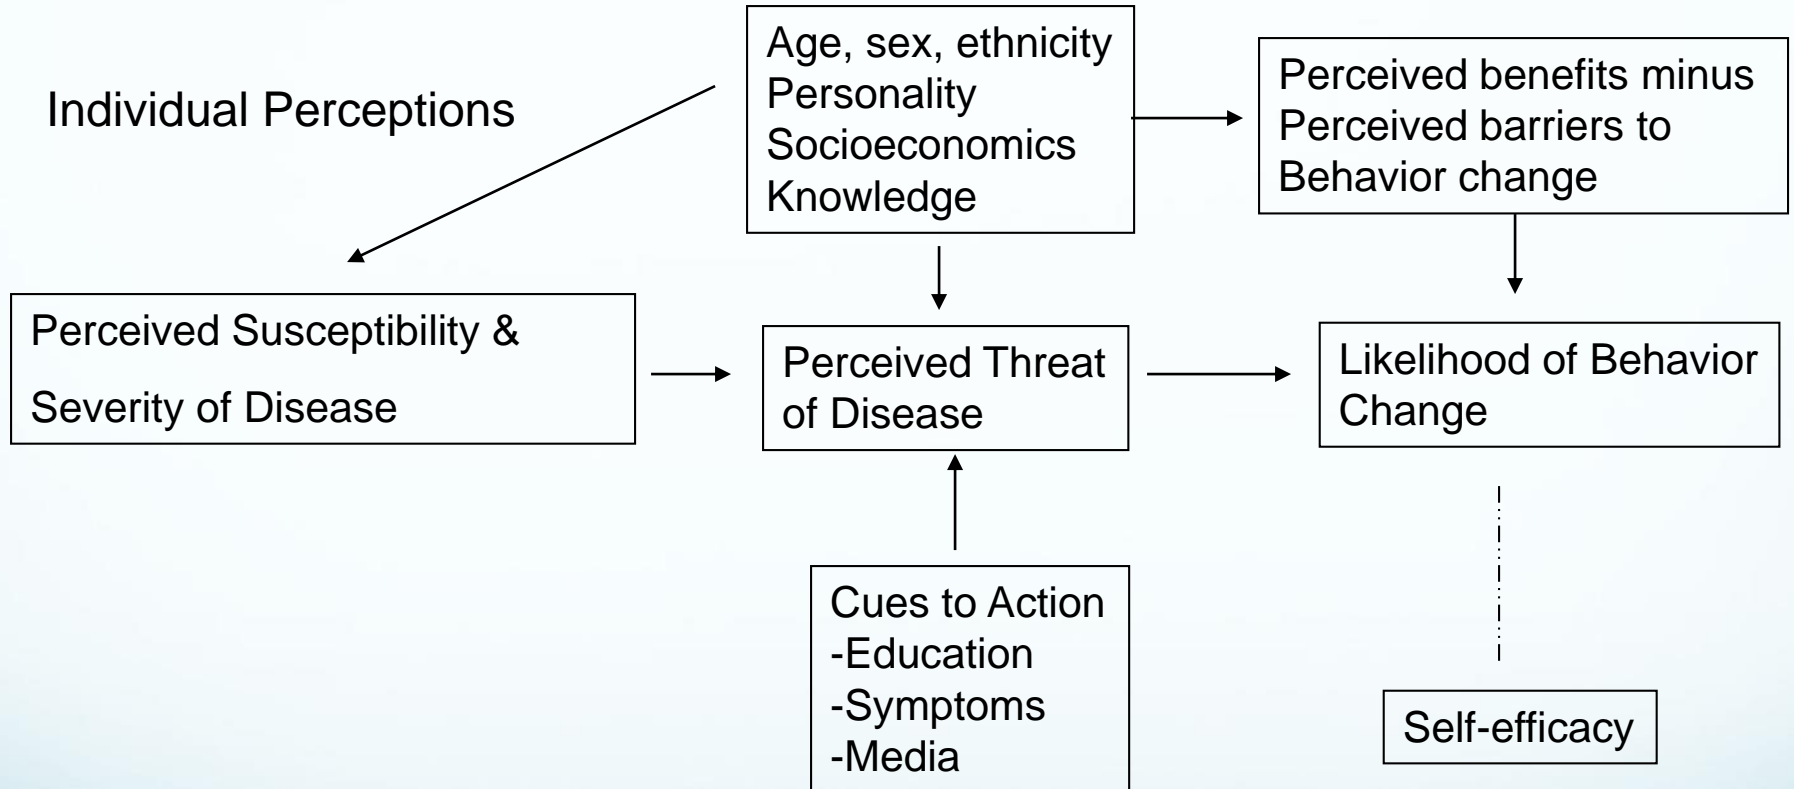 Individual Perceptions
Age, sex, ethnicity
Personality
Socioeconomics
Knowledge
Perceived benefits minus
Perceived barriers to
Behavior change
Perceived Susceptibility &
Severity of Disease
Perceived Threat
of Disease
Likelihood of Behavior
Change
Cues to Action
-Education
-Symptoms
-Media
Self-efficacy